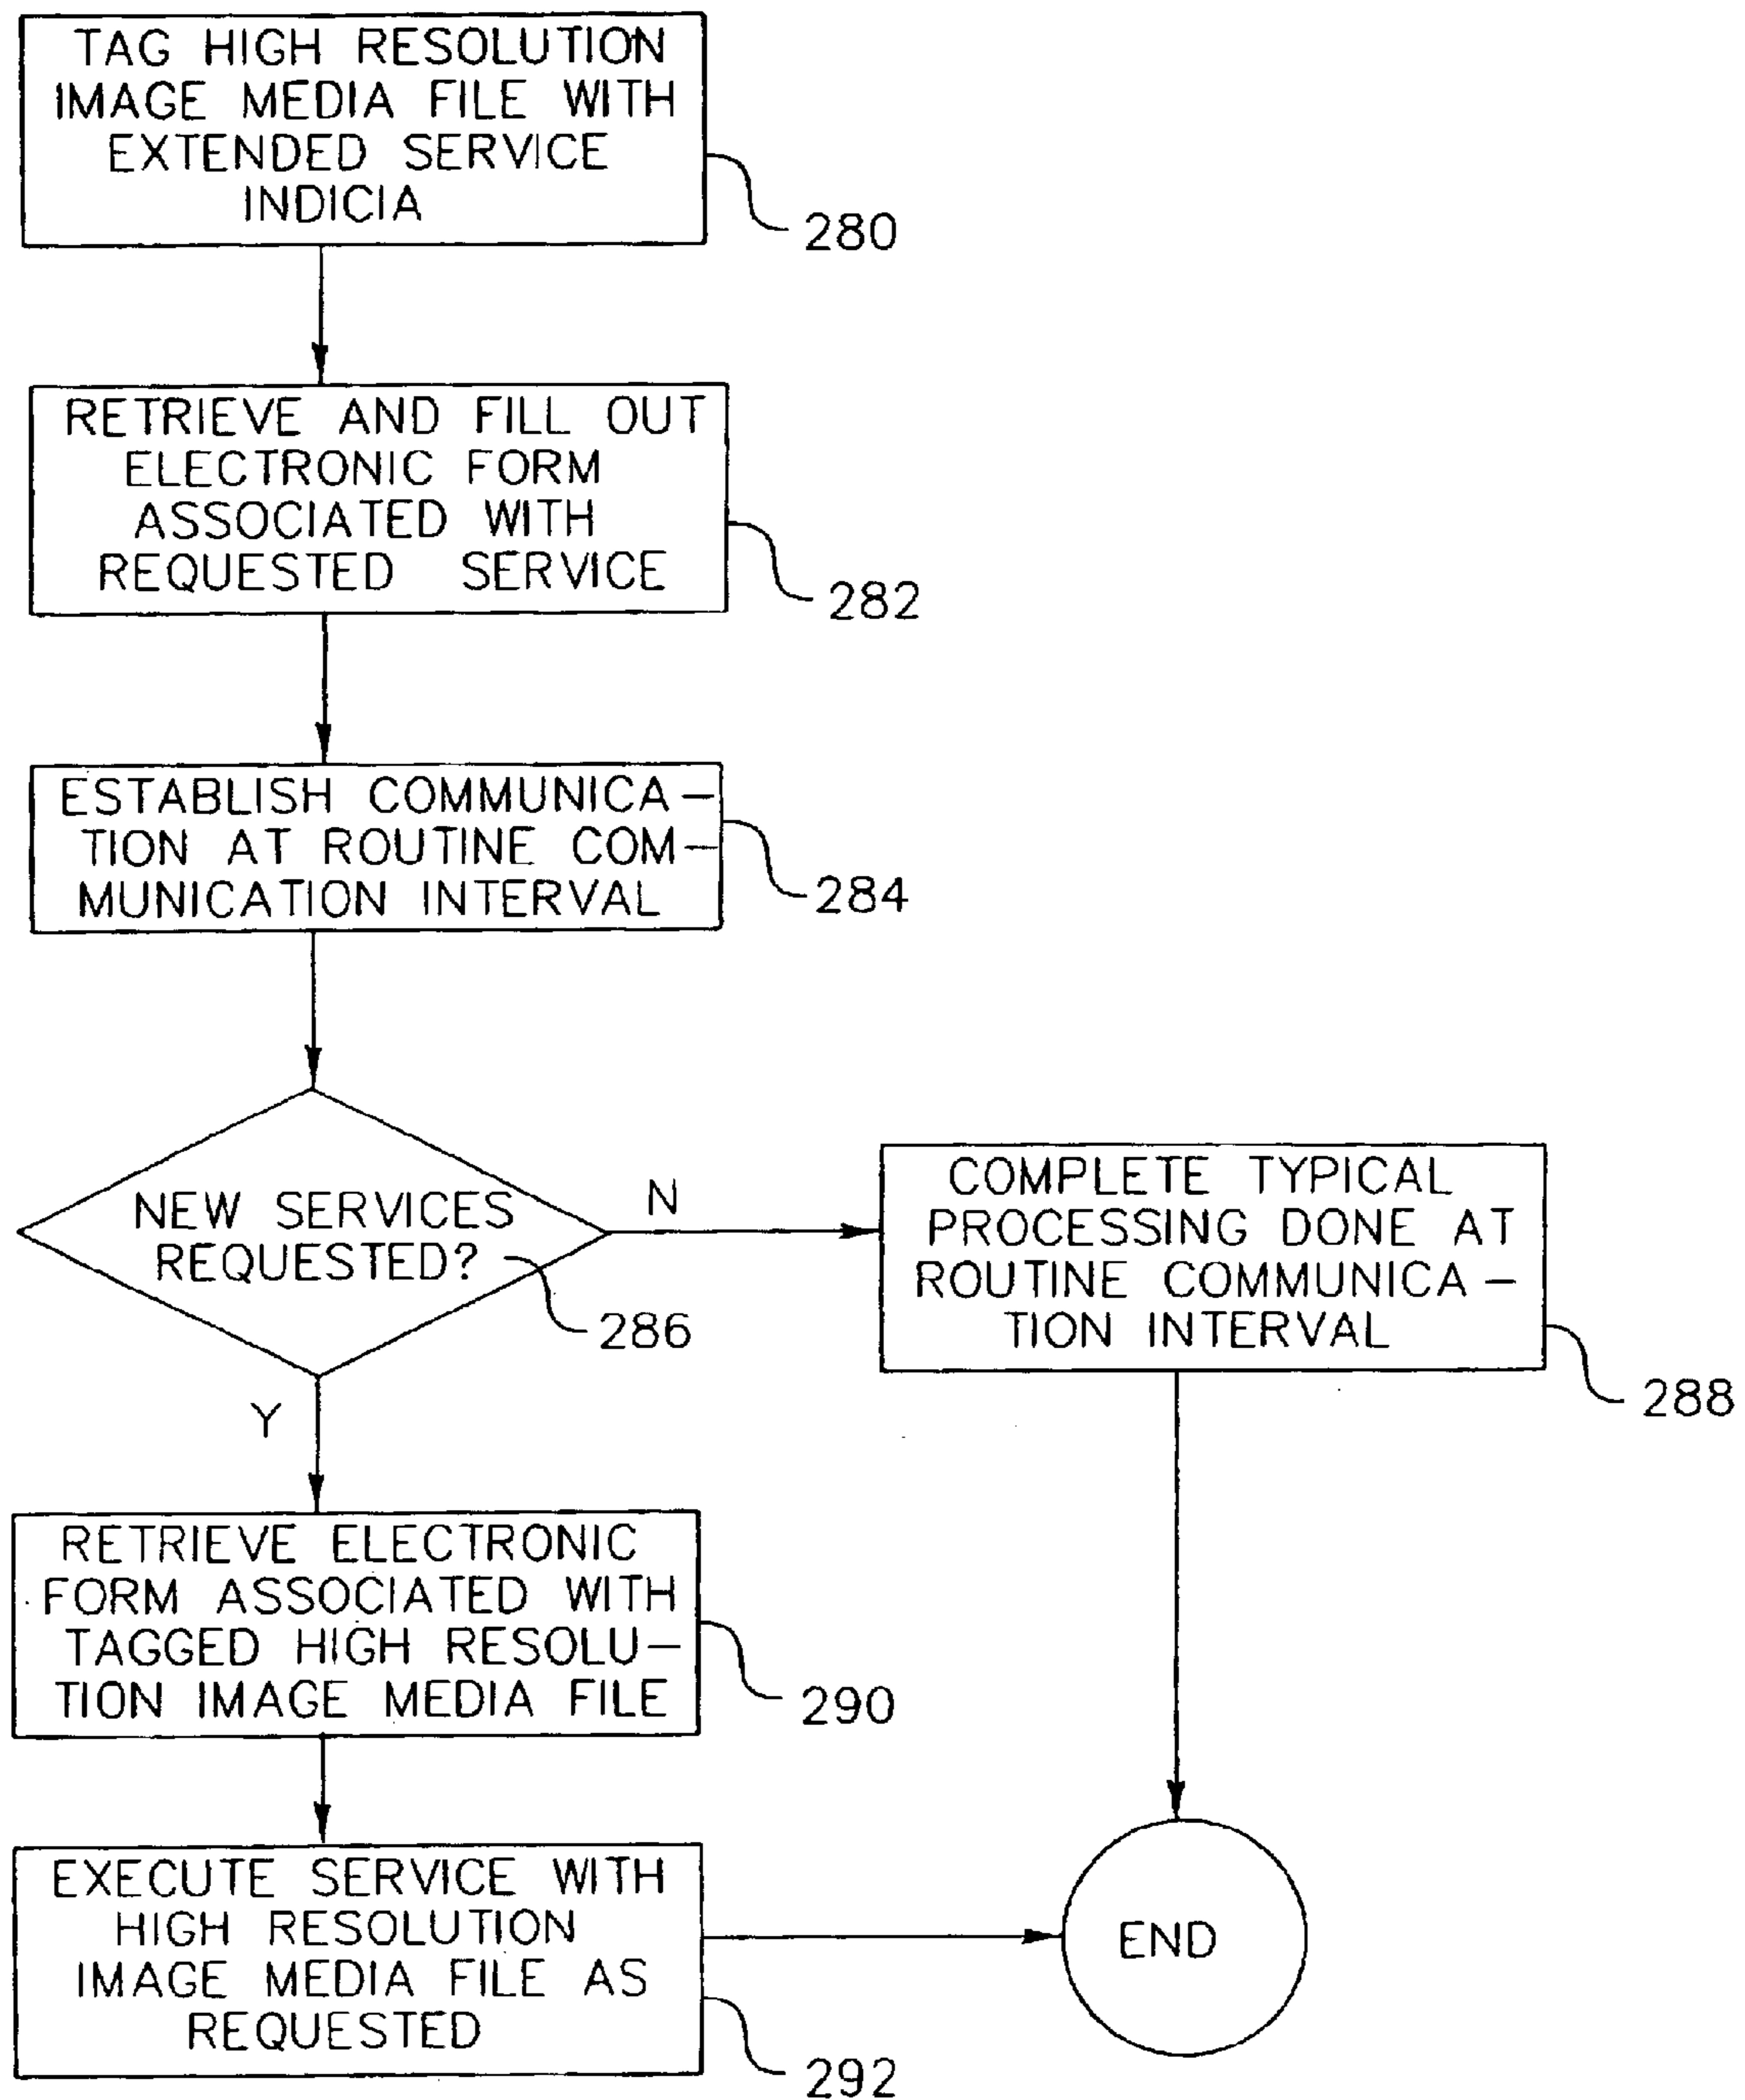 TAG HIGH RESOLUTION
IMAGE MEDIA FILE WITH
EXTENDED SERVICE
INDICIA
280
RETRIEVE AND FILL OUT
ELECTRONIC FORM
ASSOCIATED WITH
REQUESTED SERVICE
282
ESTABLISH COMMUNICA-
TION AT ROUTINE COM-
MUNICATION INTERVAL
284
NEW SERVICES
REQUESTED?
286
N
COMPLETE TYPICAL
PROCESSING DONE AT
ROUTINE COMMUNICA-
TION INTERVAL
288
Y
RETRIEVE ELECTRONIC
FORM ASSOCIATED WITH
TAGGED HIGH RESOLU-
TION IMAGE MEDIA FILE
290
EXECUTE SERVICE WITH
HIGH RESOLUTION
IMAGE MEDIA FILE AS
REQUESTED
292
END